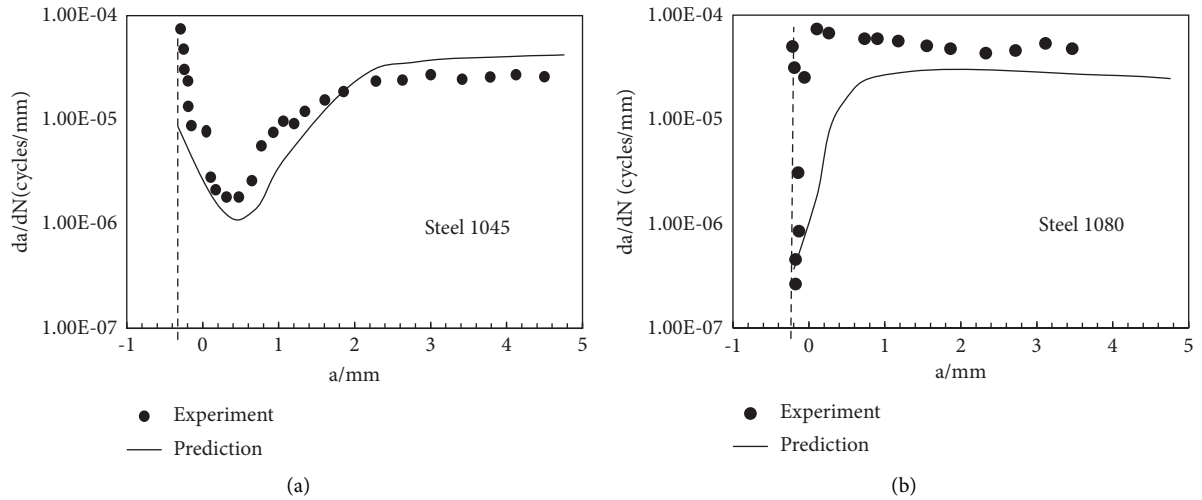 1.00E-04
1.00E-05
1.00E-06
1.00E-07
da/dN(cycles/mm)
Steel 1045
-1 0 1 2 3 4 5
a/mm
Experiment
Prediction
(a)
1.00E-04
1.00E-05
1.00E-06
1.00E-07
da/dN (cycles/mm)
Steel 1080
-1 0 1 2 3 4 5
a/mm
Experiment
Prediction
(b)